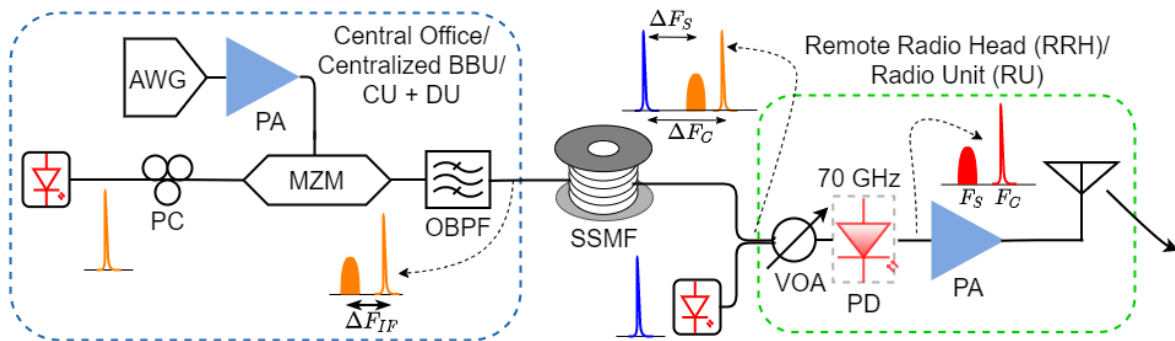 Central Office/
Centralized BBU/
CU + DU
AWG
PA
PC
MZM
OBPF
ΔF_IF
SSMF
ΔF_S
ΔF_C
Remote Radio Head (RRH)/
Radio Unit (RU)
70 GHz
VOA
PD
PA
F_S
F_C